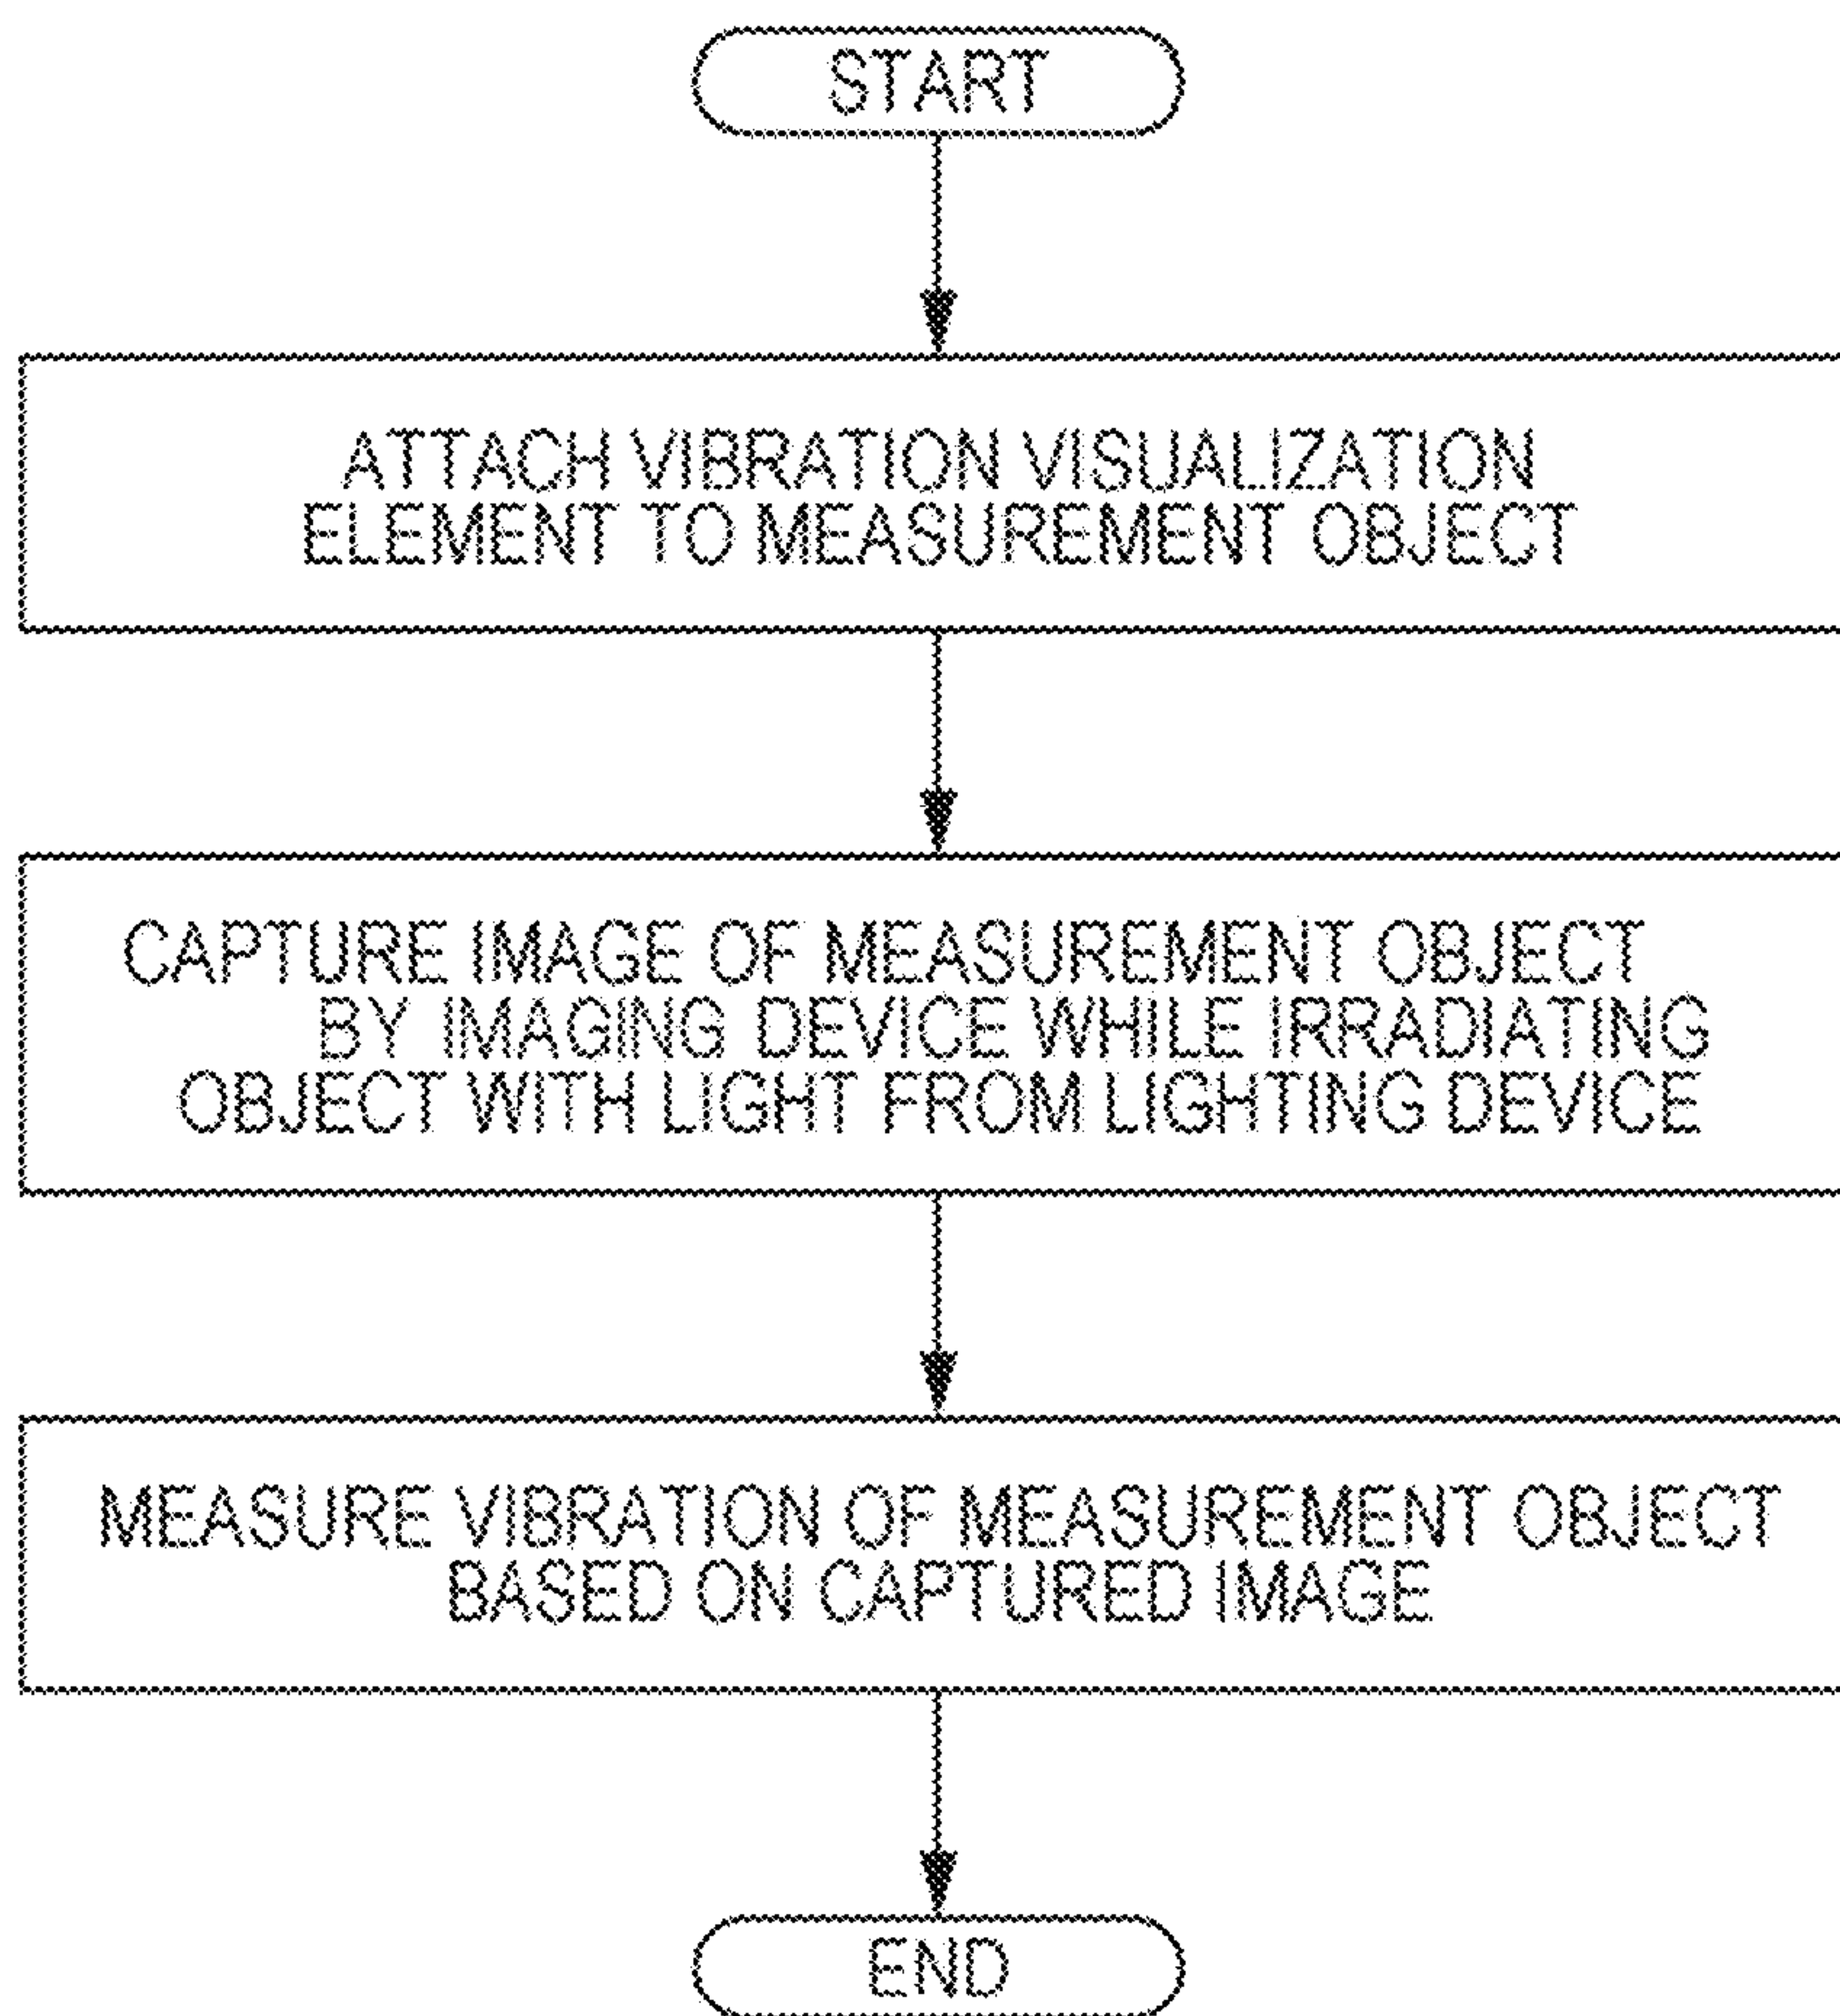 START
ATTACH VIBRATION VISUALIZATION
ELEMENT TO MEASUREMENT OBJECT
CAPTURE IMAGE OF MEASUREMENT OBJECT
BY IMAGING DEVICE WHILE IRRADIATING
OBJECT WITH LIGHT FROM LIGHTING DEVICE
MEASURE VIBRATION OF MEASUREMENT OBJECT
BASED ON CAPTURED IMAGE
END